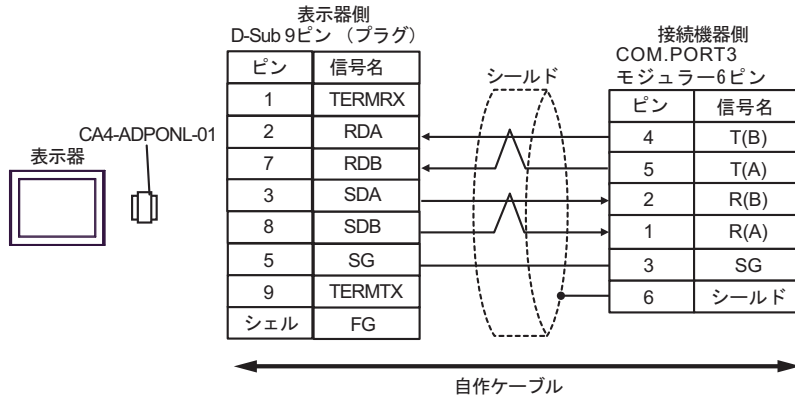 表示器側
D-Sub 9ピン （プラグ）
接続機器側
COM.PORT3
モジュラー6ピン
シールド
ピン 信号名
1 TERMRX
2 RDA
7 RDB
3 SDA
8 SDB
5 SG
9 TERMTX
シェル FG
ピン 信号名
4 T(B)
5 T(A)
2 R(B)
1 R(A)
3 SG
6 シールド
CA4-ADPONL-01
表示器
自作ケーブル